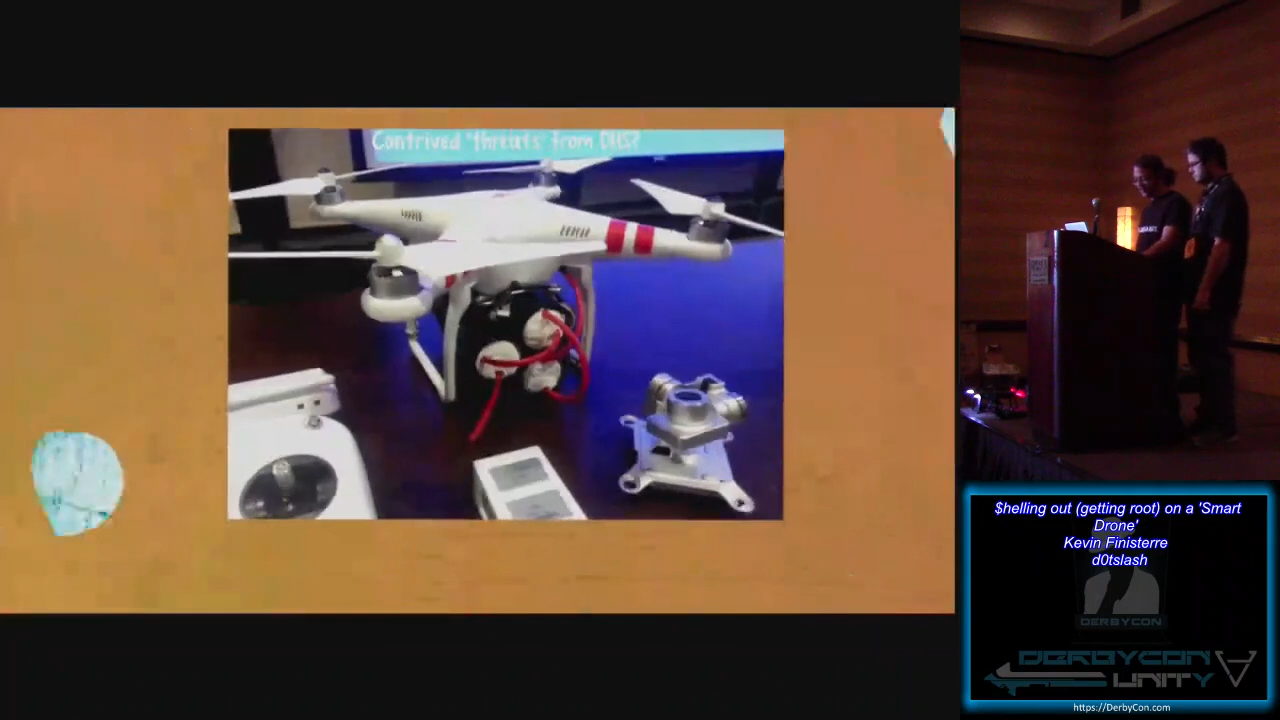 Contrived "threats" from DHS?
$helling out (getting root) on a 'Smart
Drone'
Kevin Finisterre
d0tslash
DERBYCON
DERBYCON
UNITY
https://DerbyCon.com